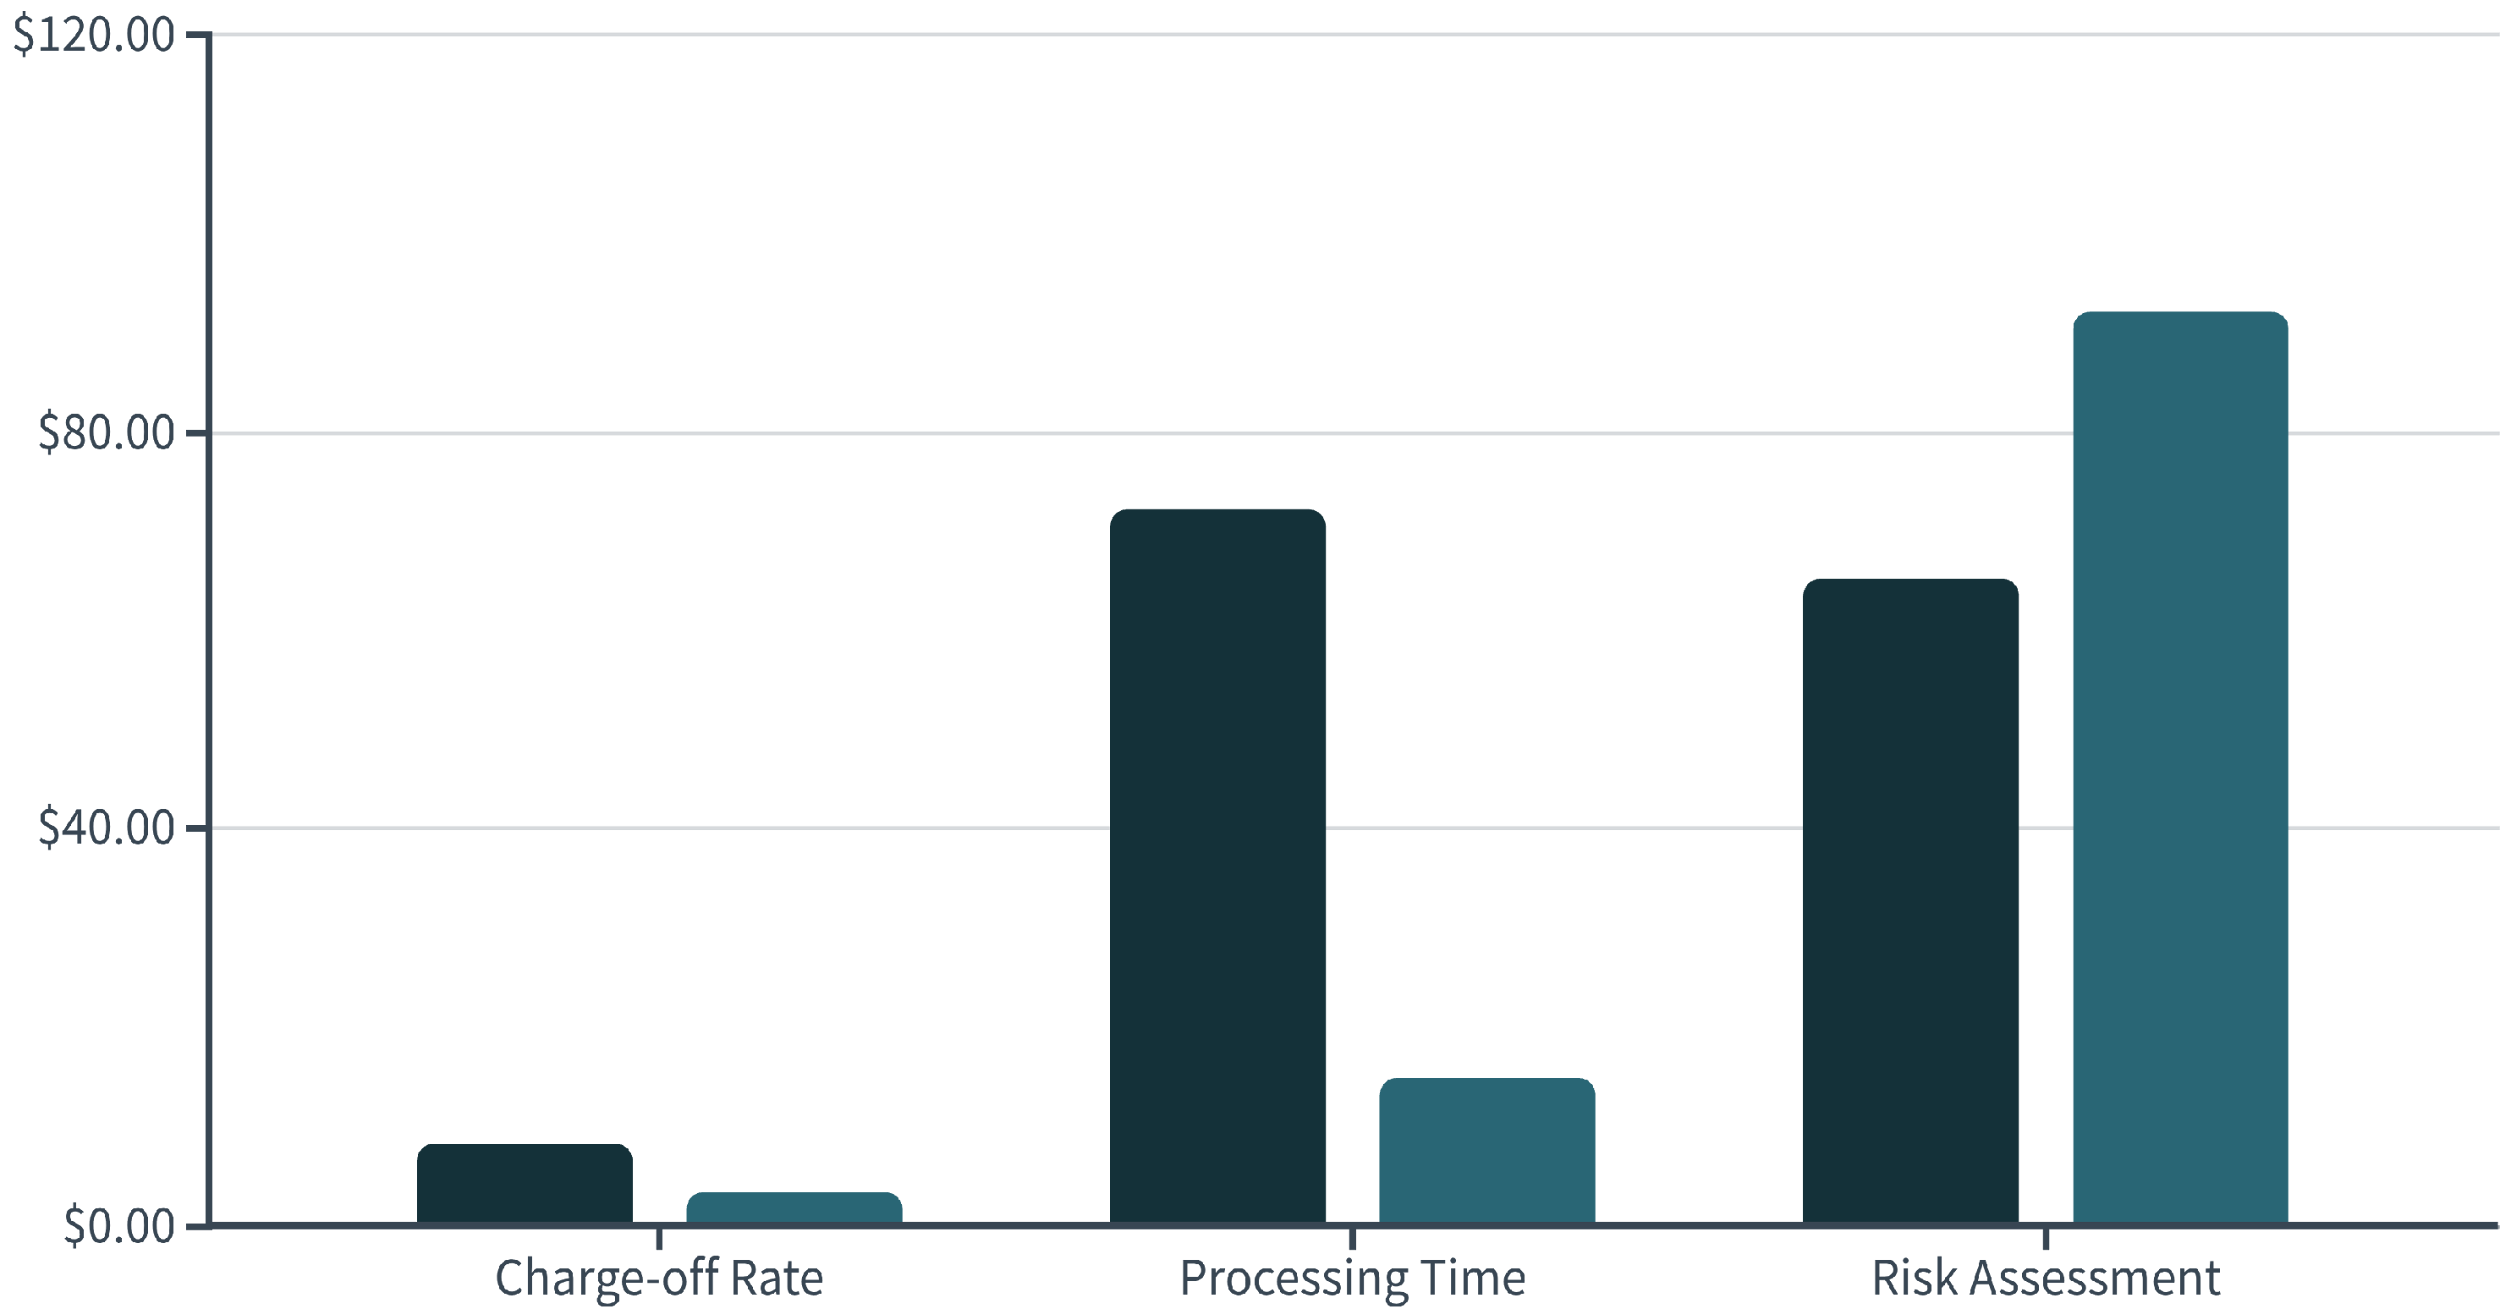 $120.00
$80.00
$40.00
$0.00
Charge-off Rate
Processing Time
Risk Assessment